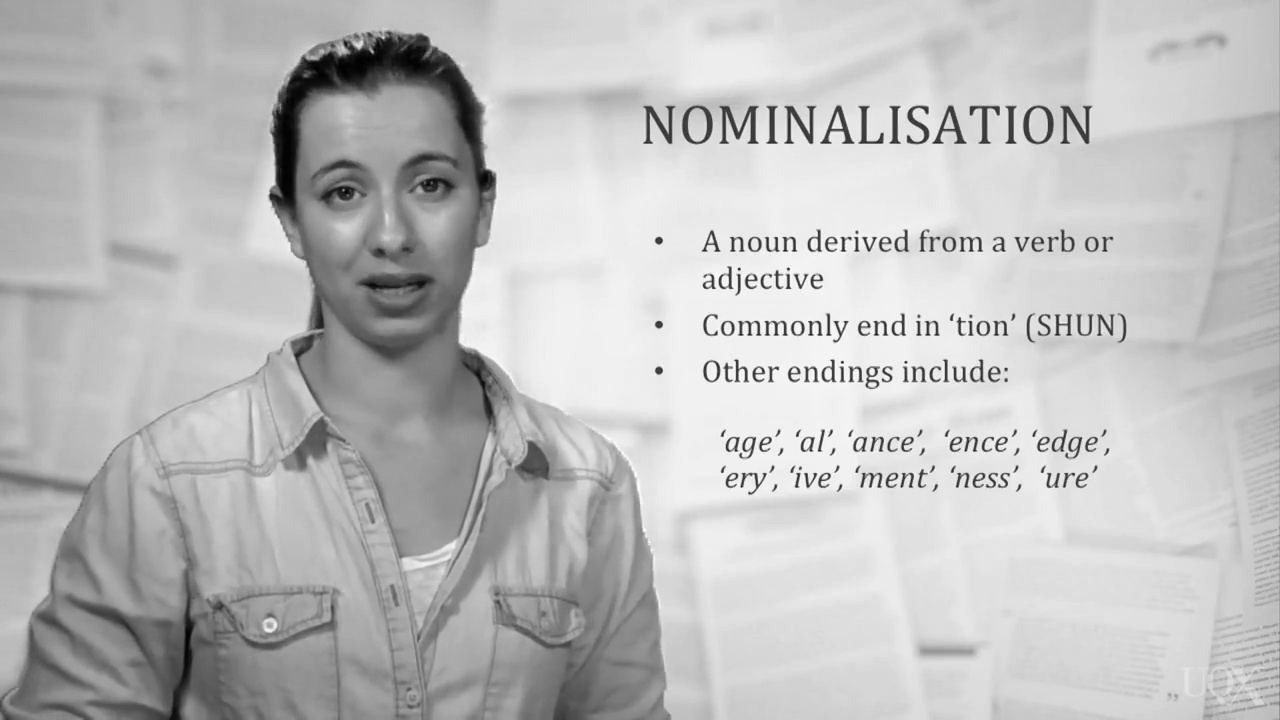 NOMINALISATION
• A noun derived from a verb or
adjective
• Commonly end in ‘tion’ (SHUN)
• Other endings include:
‘age’, ‘al’, ‘ance’, ‘ence’, ‘edge’,
‘ery’, ‘ive’, ‘ment’, ‘ness’, ‘ure’
UQX